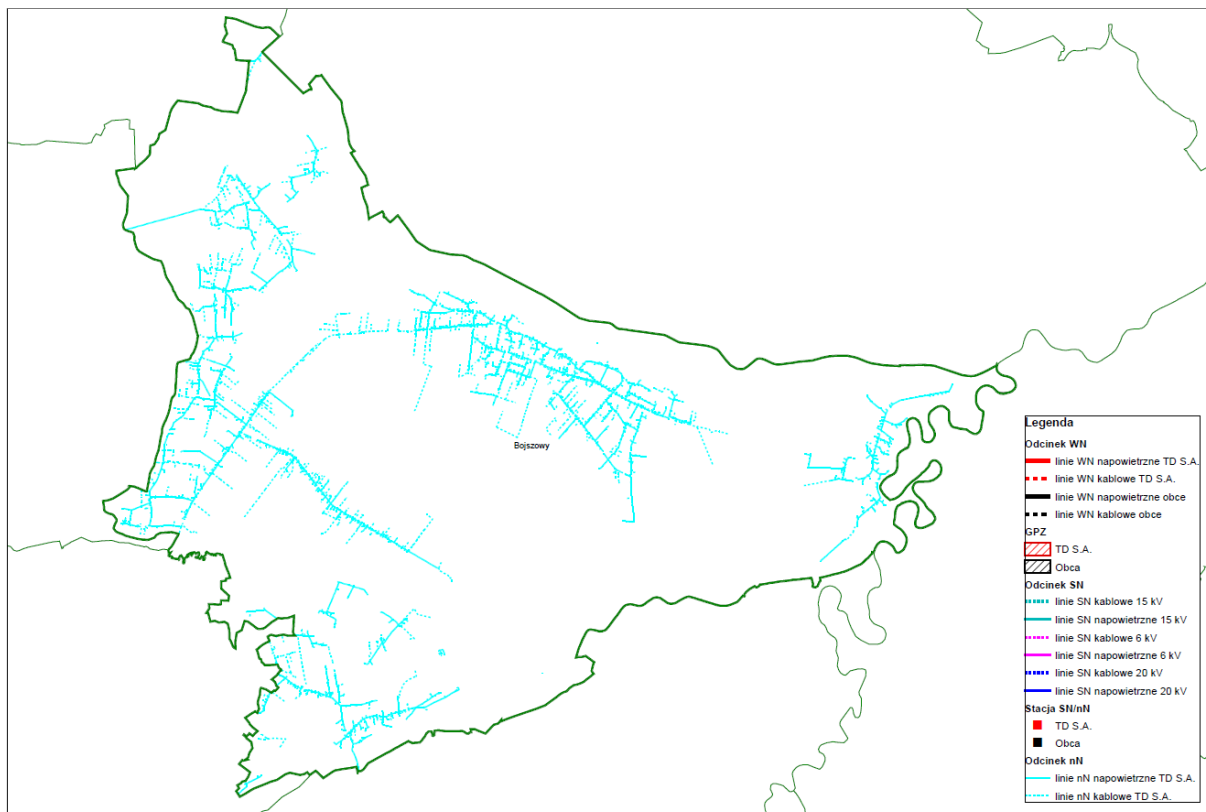 Bojszowy
Legenda
Odcinek WN
linie WN napowietrzne TD S.A.
linie WN kablowe TD S.A.
linie WN napowietrzne obce
linie WN kablowe obce
GPZ
TD S.A.
Obca
Odcinek SN
linie SN kablowe 15 kV
linie SN napowietrzne 15 kV
linie SN kablowe 6 kV
linie SN napowietrzne 6 kV
linie SN kablowe 20 kV
linie SN napowietrzne 20 kV
Stacja SN/nN
TD S.A.
Obca
Odcinek nN
linie nN napowietrzne TD S.A.
linie nN kablowe TD S.A.